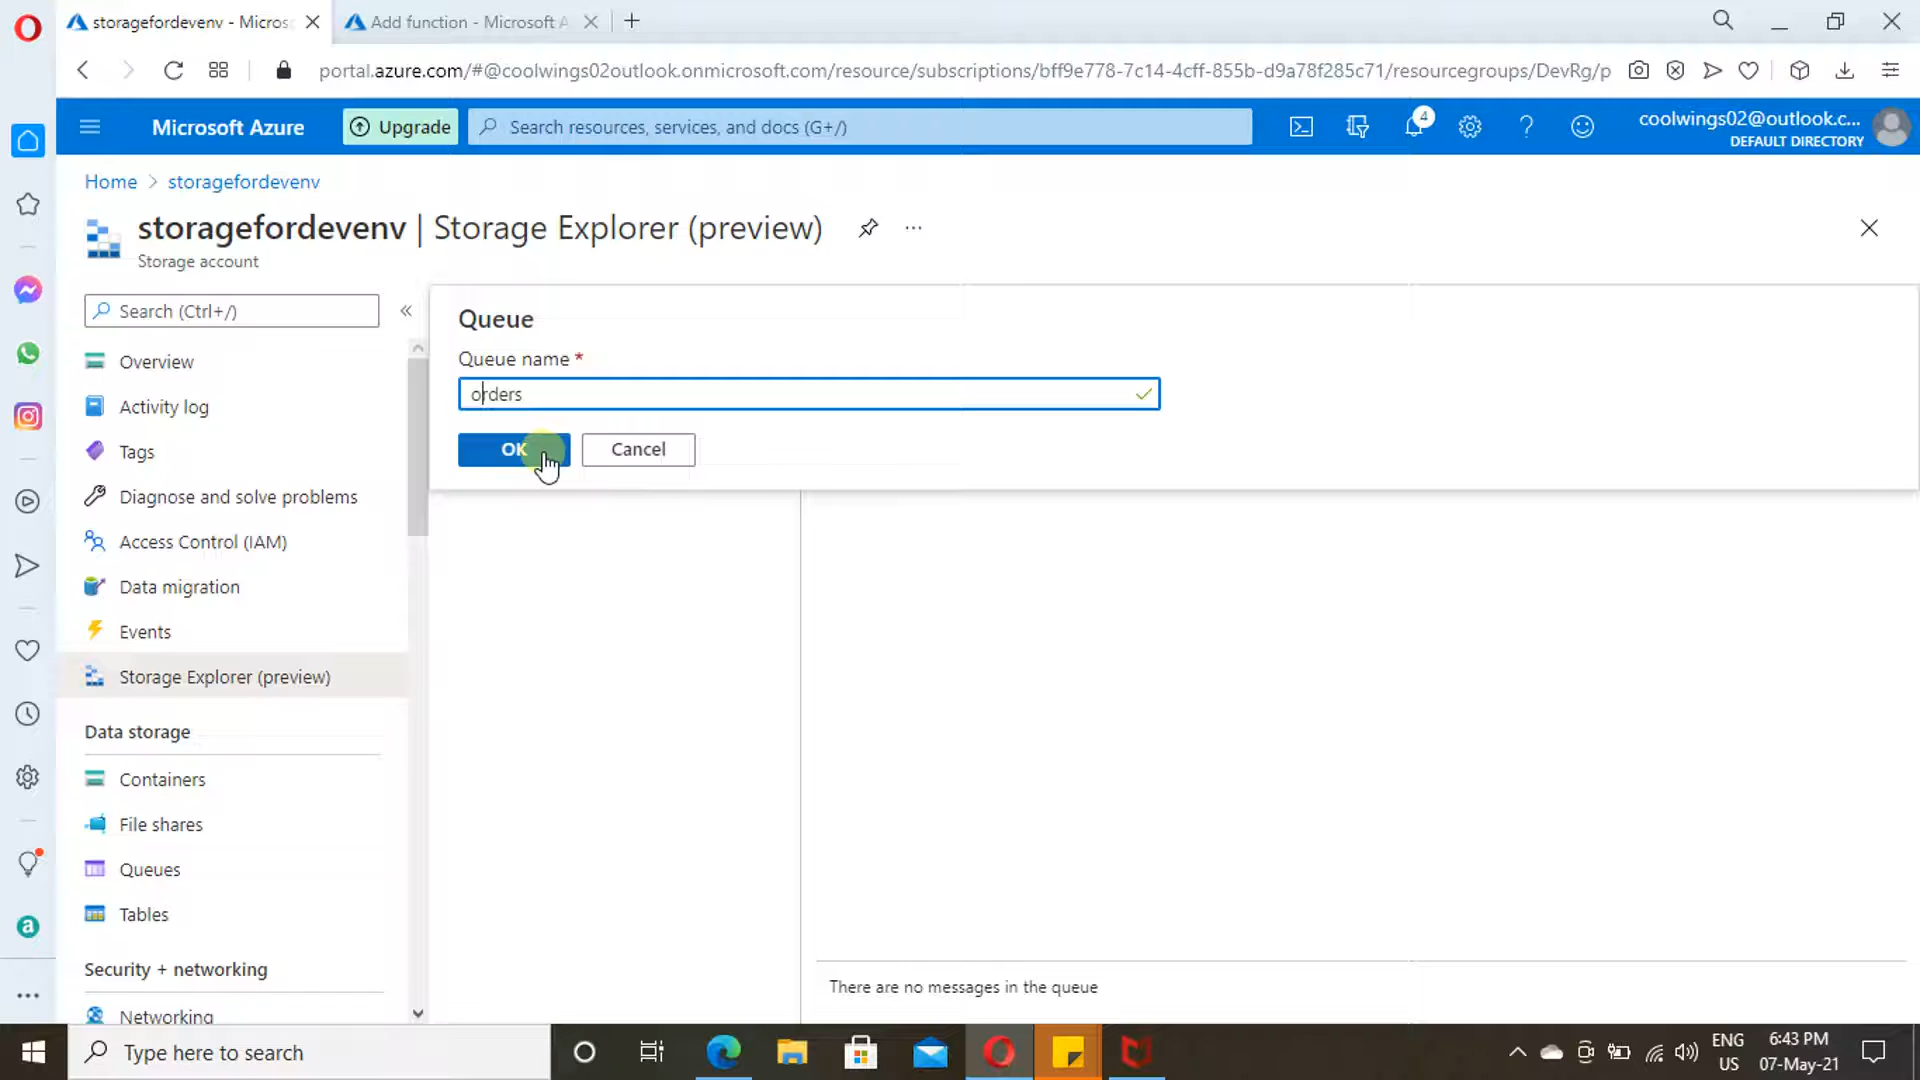 storagefordevenv - Micros
Add function - Microsoft A
portal.azure.com/#@coolwings02outlook.onmicrosoft.com/resource/subscriptions/bff9e778-7c14-4cff-855b-d9a78f285c71/resourcegroups/DevRg/p
Microsoft Azure
Upgrade
Search resources, services, and docs (G+/)
4
coolwings02@outlook.c...
DEFAULT DIRECTORY
Home > storagefordevenv
storagefordevenv | Storage Explorer (preview)
Storage account
Search (Ctrl+/)
Overview
Activity log
Tags
Diagnose and solve problems
Access Control (IAM)
Data migration
Events
Storage Explorer (preview)
Data storage
Containers
File shares
Queues
Tables
Security + networking
Networking
Queue
Queue name *
orders
OK
Cancel
There are no messages in the queue
Type here to search
ENG
US
6:43 PM
07-May-21